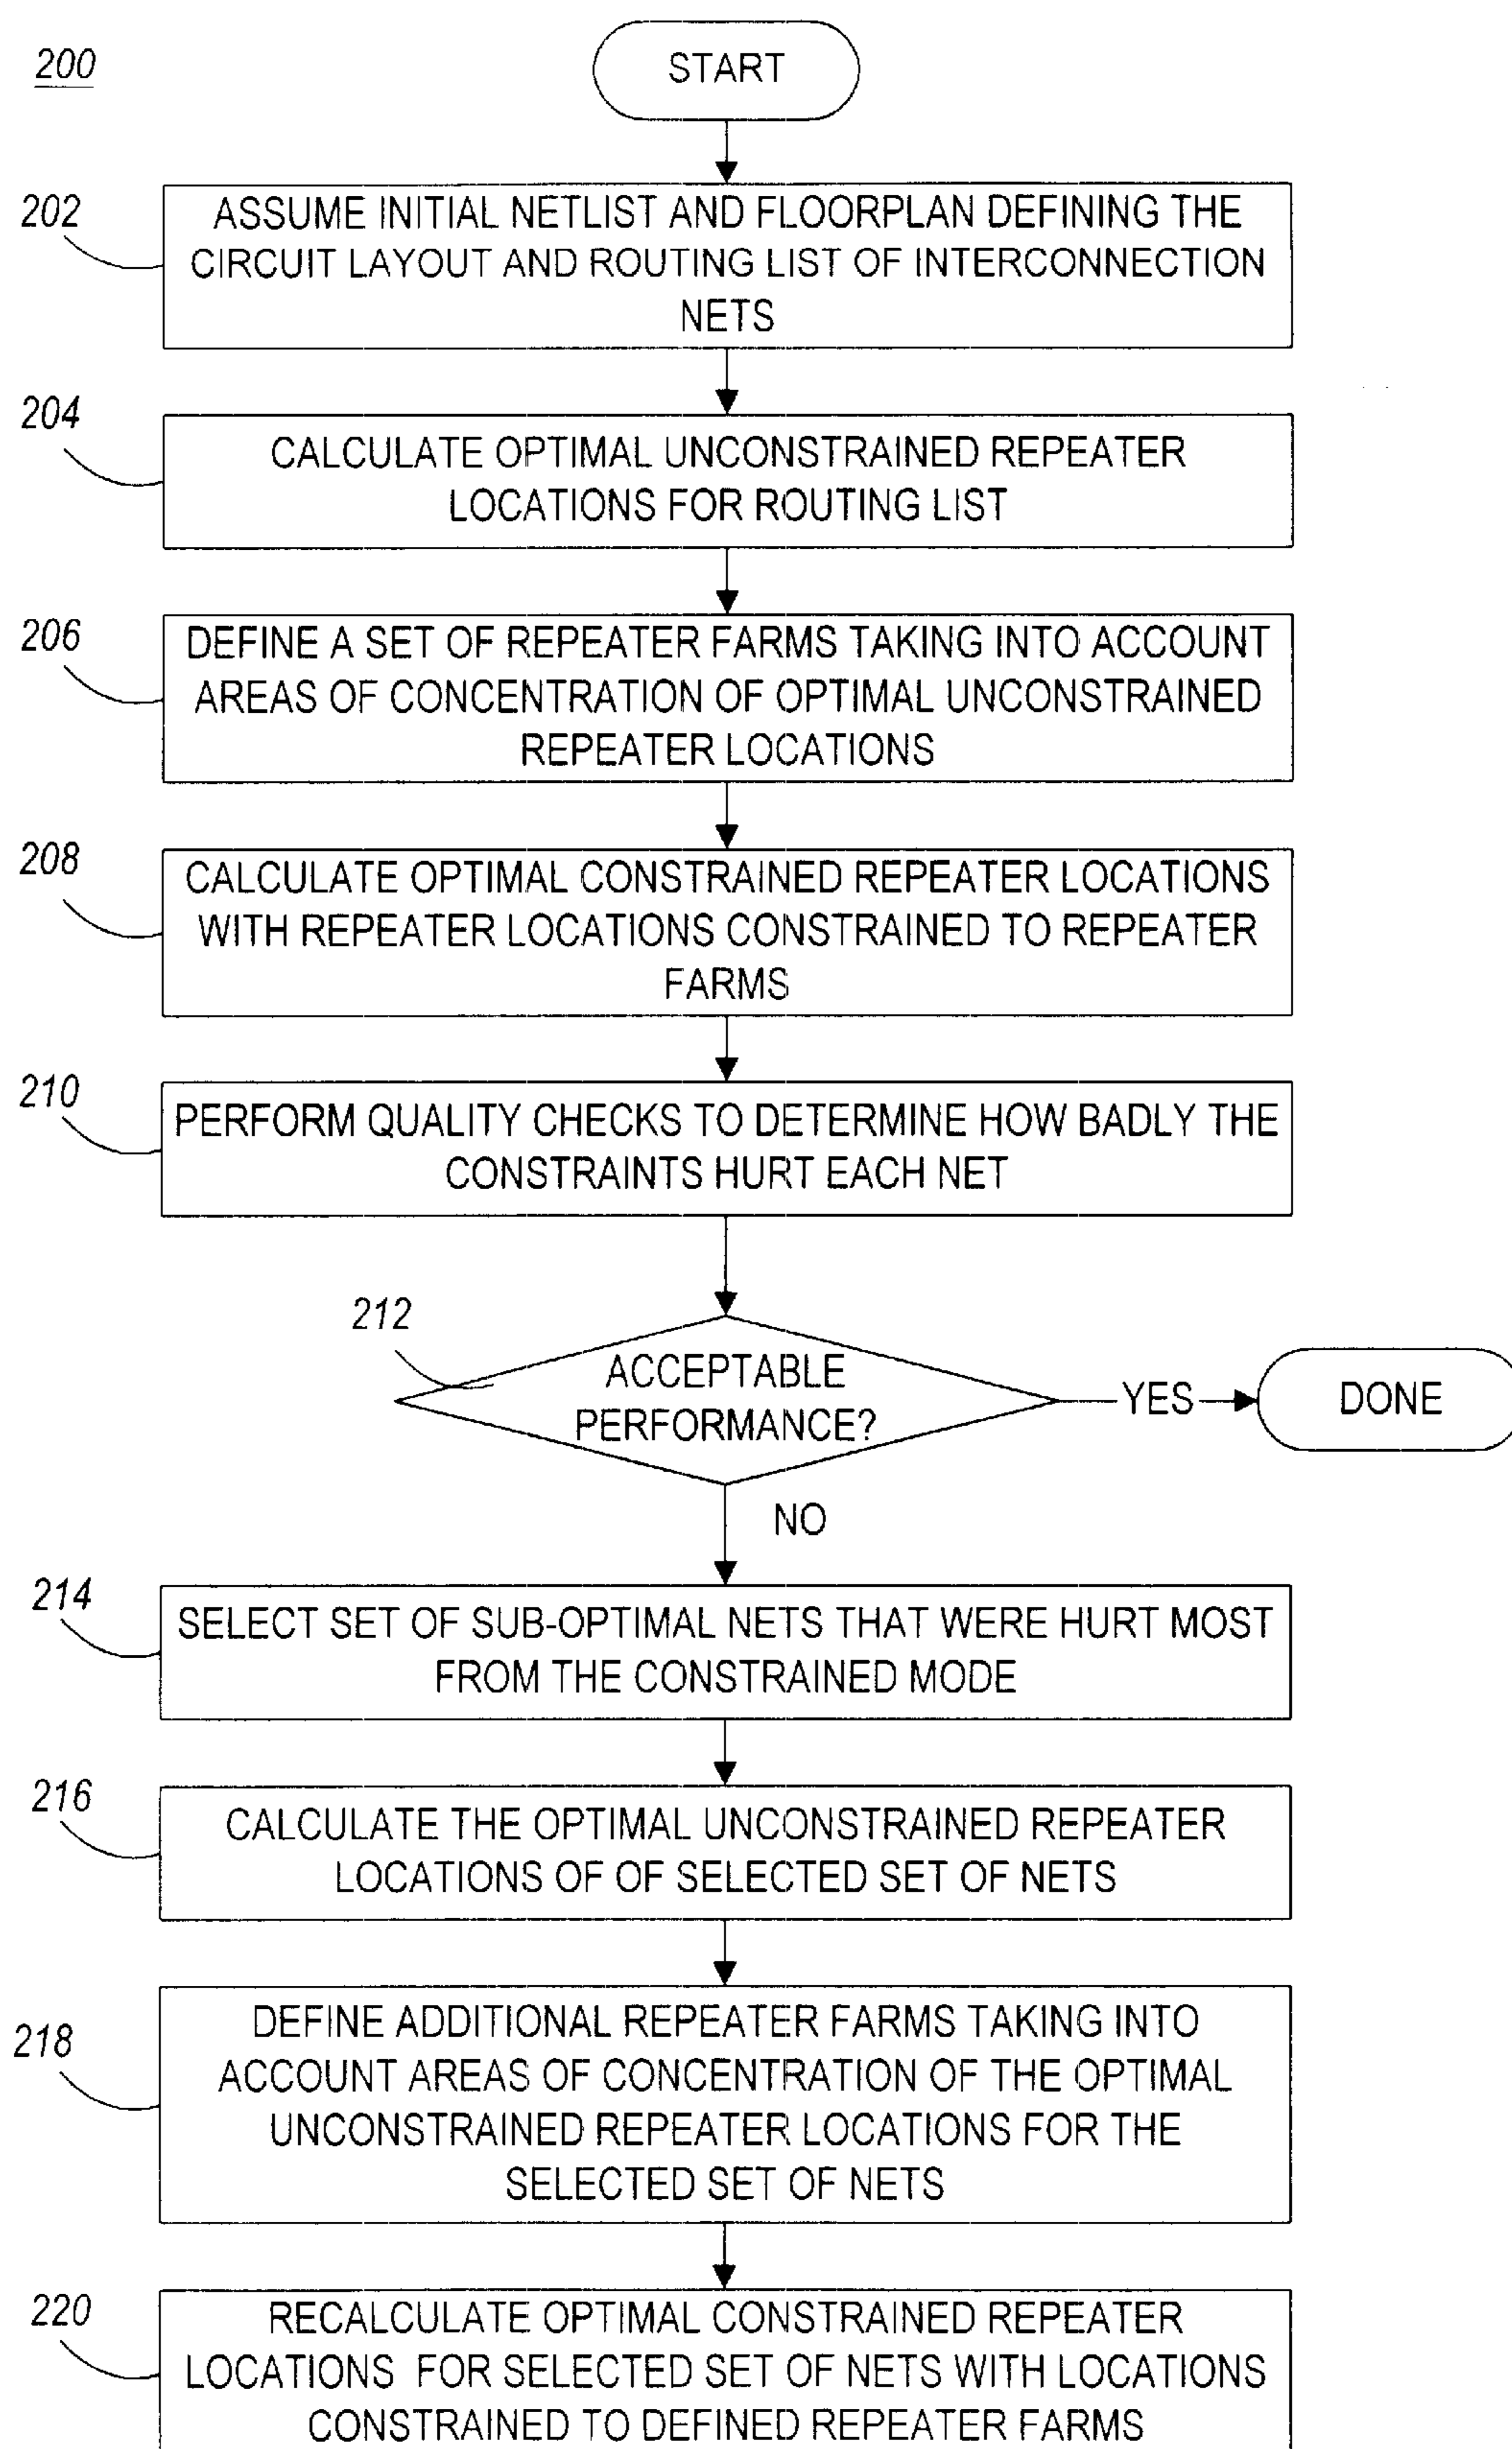 200
START
202
ASSUME INITIAL NETLIST AND FLOORPLAN DEFINING THE
CIRCUIT LAYOUT AND ROUTING LIST OF INTERCONNECTION
NETS
204
CALCULATE OPTIMAL UNCONSTRAINED REPEATER
LOCATIONS FOR ROUTING LIST
206
DEFINE A SET OF REPEATER FARMS TAKING INTO ACCOUNT
AREAS OF CONCENTRATION OF OPTIMAL UNCONSTRAINED
REPEATER LOCATIONS
208
CALCULATE OPTIMAL CONSTRAINED REPEATER LOCATIONS
WITH REPEATER LOCATIONS CONSTRAINED TO REPEATER
FARMS
210
PERFORM QUALITY CHECKS TO DETERMINE HOW BADLY THE
CONSTRAINTS HURT EACH NET
212
ACCEPTABLE
PERFORMANCE?
YES
DONE
NO
214
SELECT SET OF SUB-OPTIMAL NETS THAT WERE HURT MOST
FROM THE CONSTRAINED MODE
216
CALCULATE THE OPTIMAL UNCONSTRAINED REPEATER
LOCATIONS OF OF SELECTED SET OF NETS
218
DEFINE ADDITIONAL REPEATER FARMS TAKING INTO
ACCOUNT AREAS OF CONCENTRATION OF THE OPTIMAL
UNCONSTRAINED REPEATER LOCATIONS FOR THE
SELECTED SET OF NETS
220
RECALCULATE OPTIMAL CONSTRAINED REPEATER
LOCATIONS FOR SELECTED SET OF NETS WITH LOCATIONS
CONSTRAINED TO DEFINED REPEATER FARMS